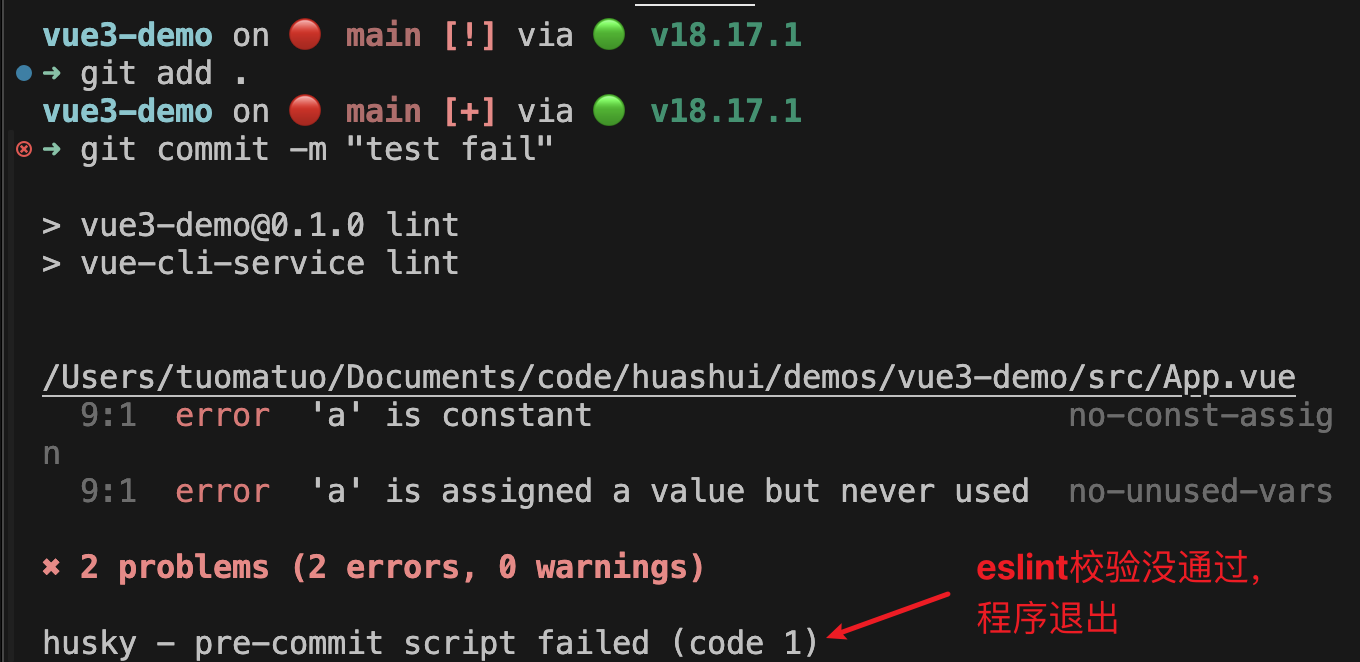 vue3-demo on 🔴 main [!] via 🟢 v18.17.1
➜ git add .
vue3-demo on 🔴 main [+] via 🟢 v18.17.1
➜ git commit -m "test fail"
> vue3-demo@0.1.0 lint
> vue-cli-service lint
/Users/tuomatuo/Documents/code/huashui/demos/vue3-demo/src/App.vue
9:1 error 'a' is constant no-const-assig
n
9:1 error 'a' is assigned a value but never used no-unused-vars
✖ 2 problems (2 errors, 0 warnings)
eslint校验没通过,
程序退出
husky - pre-commit script failed (code 1)